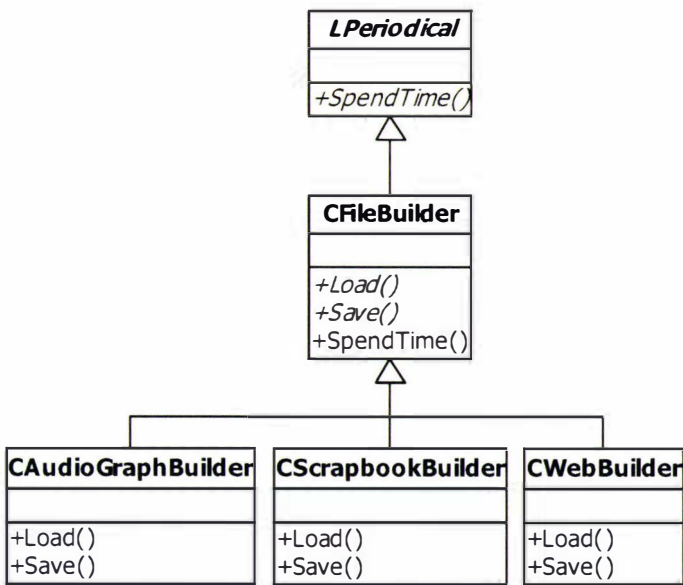 LPeriodical
+SpendTime()
CFileBuilder
+Load()
+Save()
+SpendTime()
CAudioGraphBuilder
+Load()
+Save()
CScrapbookBuilder
+Load()
+Save()
CWebBuilder
+Load()
+Save()